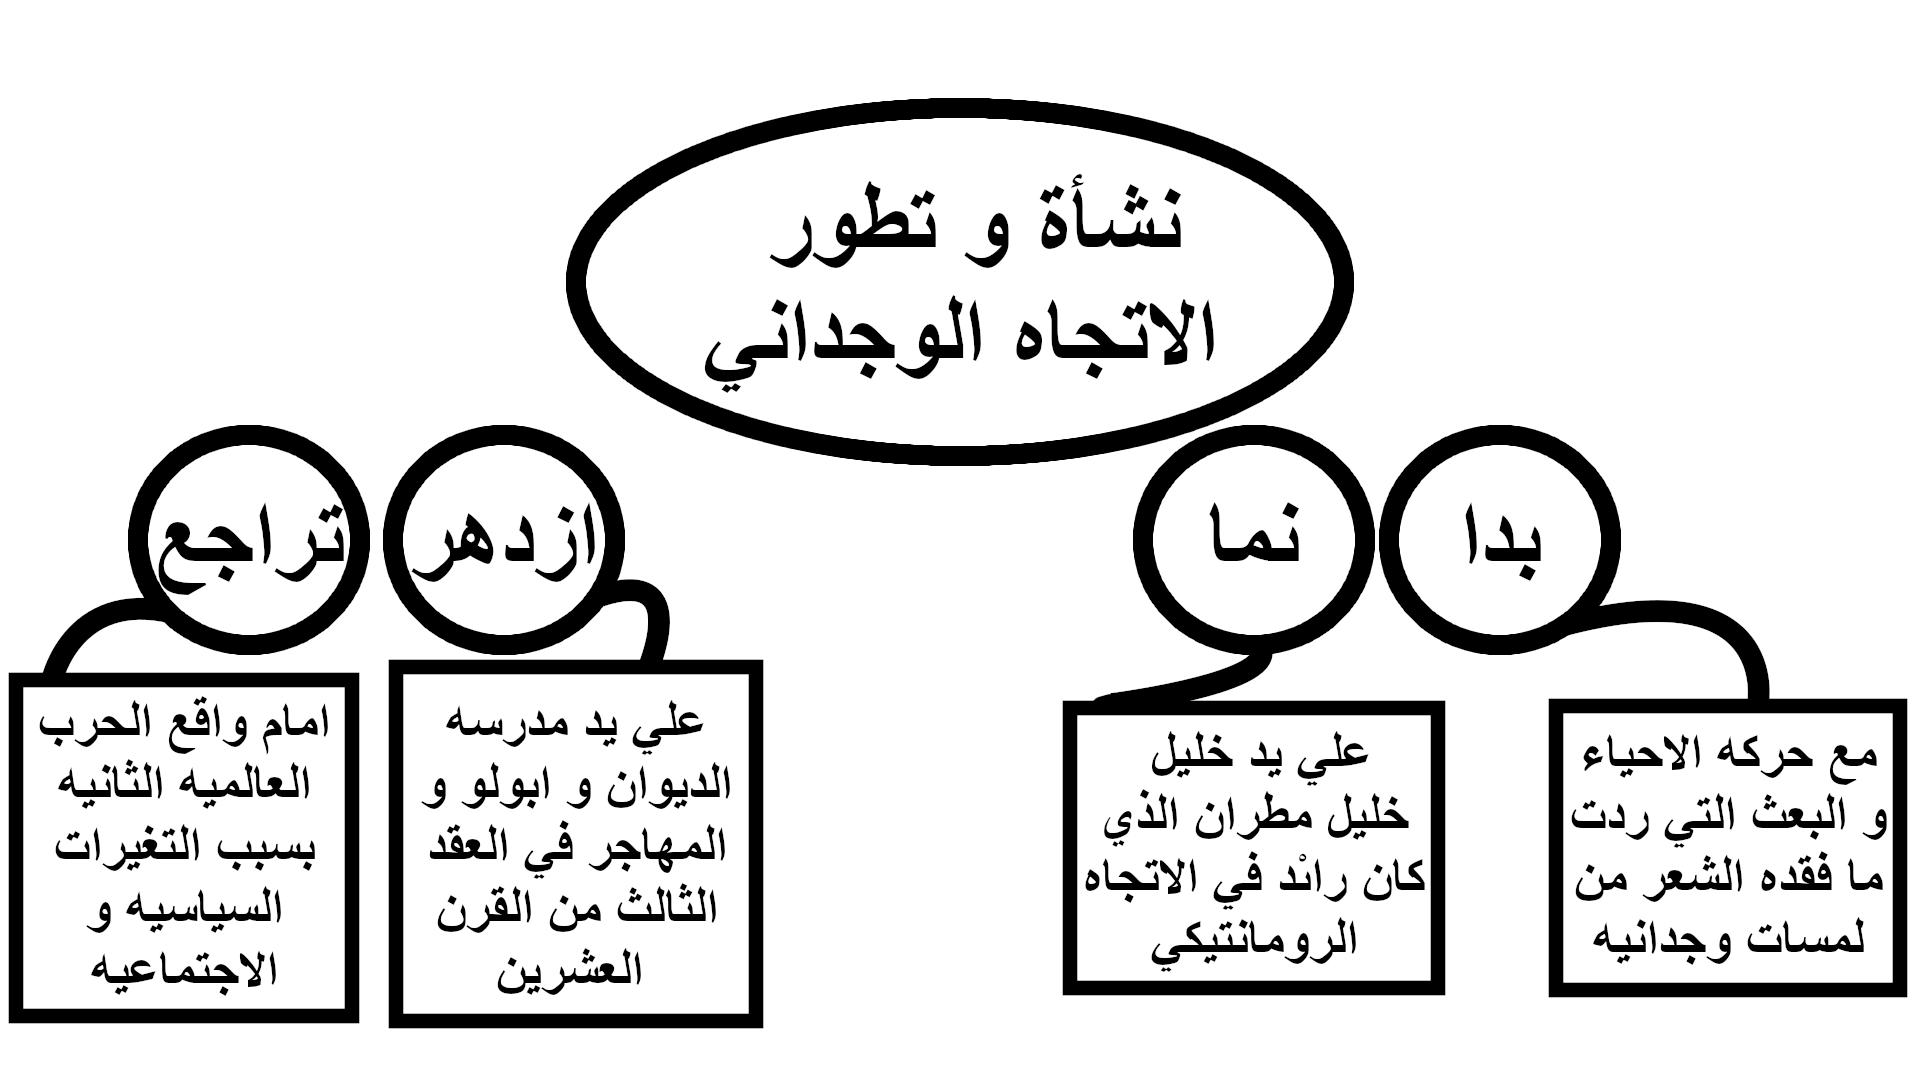 نشأة و تطور
الاتجاه الوجداني
بدا
نما
ازدهر
تراجع
مع حركه الاحياء
و البعث التي ردت
ما فقده الشعر من
لمسات وجدانيه
علي يد خليل
خليل مطران الذي
كان رائد في الاتجاه
الرومانتيكي
علي يد مدرسه
الديوان و ابولو و
المهاجر في العقد
الثالث من القرن
العشرين
امام واقع الحرب
العالميه الثانيه
بسبب التغيرات
السياسيه و
الاجتماعيه